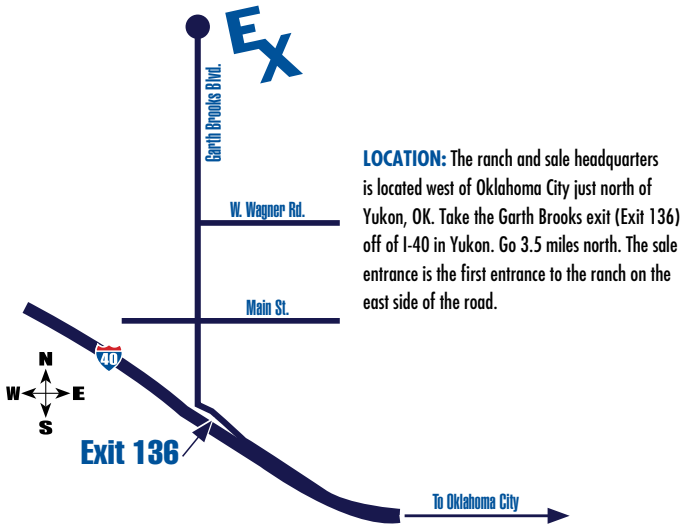 EX
Garth Brooks Blvd.
LOCATION: The ranch and sale headquarters
is located west of Oklahoma City just north of
Yukon, OK. Take the Garth Brooks exit (Exit 136)
off of I-40 in Yukon. Go 3.5 miles north. The sale
entrance is the first entrance to the ranch on the
east side of the road.
W. Wagner Rd.
Main St.
40
N
W E
S
Exit 136
To Oklahoma City